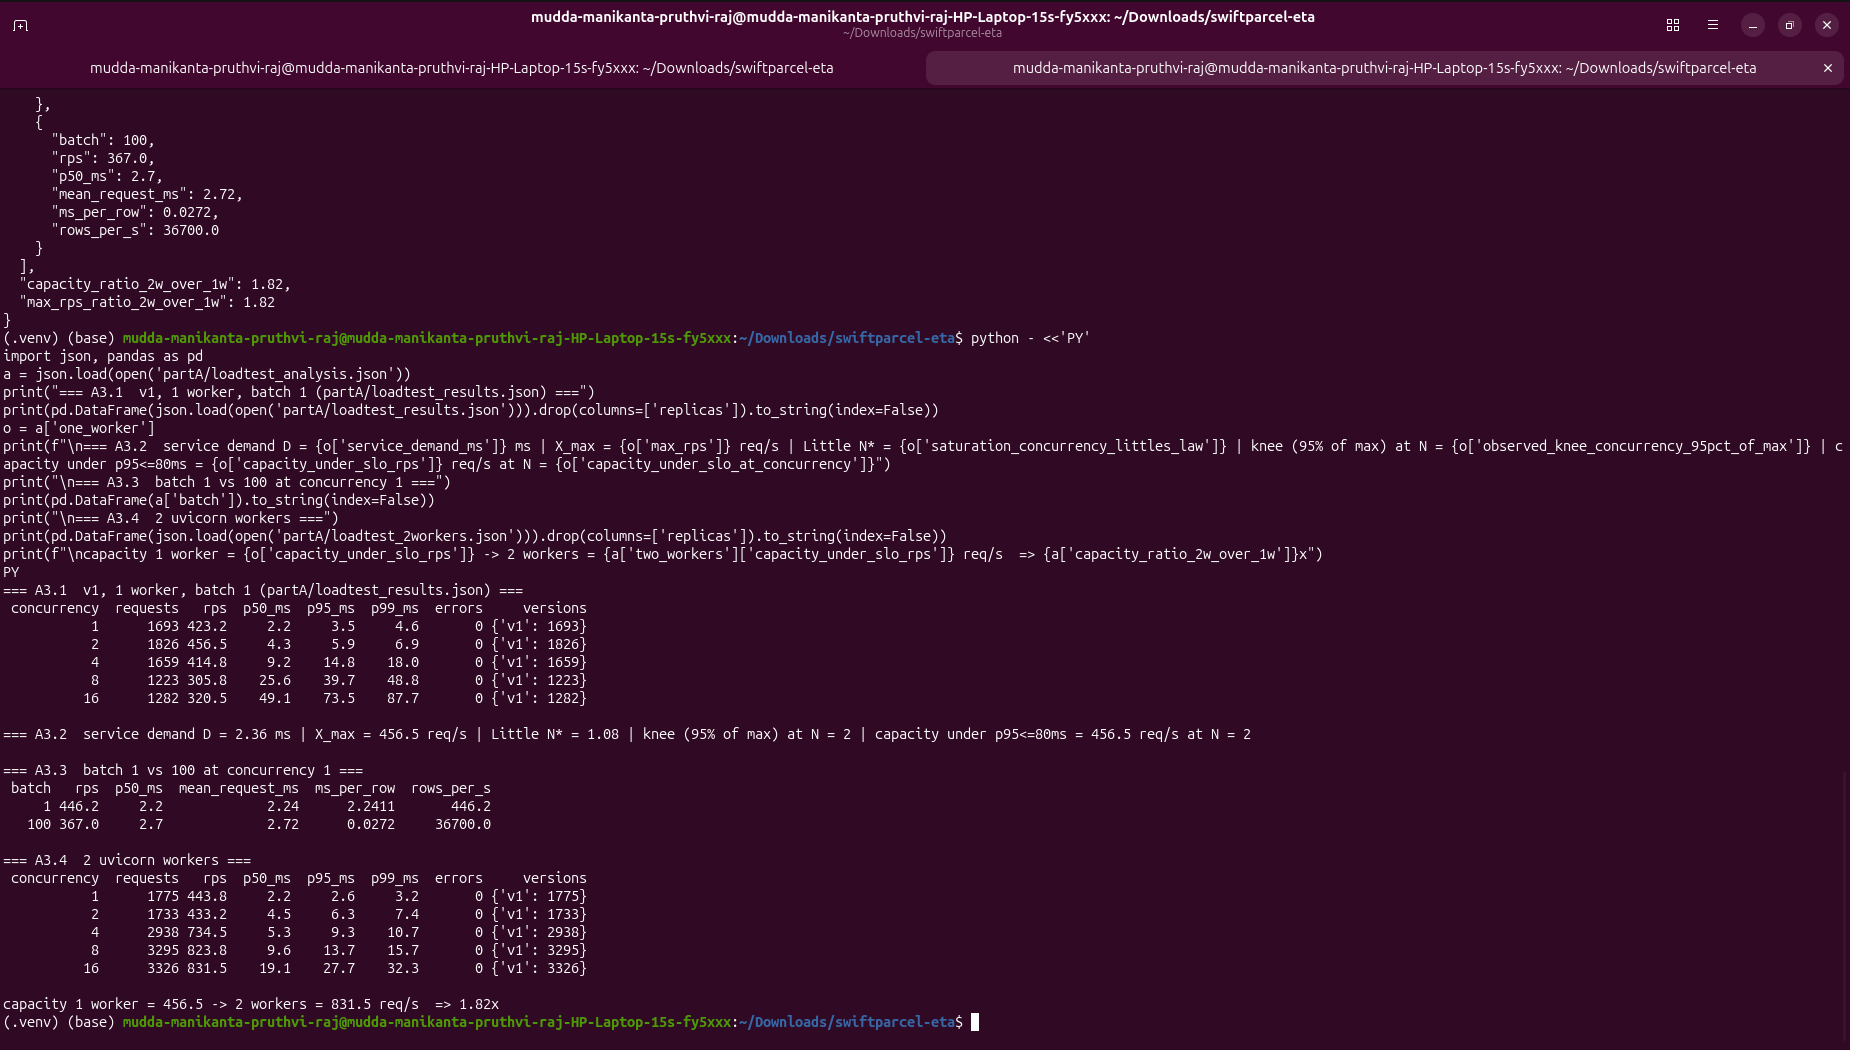 mudda-manikanta-pruthvi-raj@mudda-manikanta-pruthvi-raj-HP-Laptop-15s-fy5xxx: ~/Downloads/swiftparcel-eta
~/Downloads/swiftparcel-eta
mudda-manikanta-pruthvi-raj@mudda-manikanta-pruthvi-raj-HP-Laptop-15s-fy5xxx: ~/Downloads/swiftparcel-eta
mudda-manikanta-pruthvi-raj@mudda-manikanta-pruthvi-raj-HP-Laptop-15s-fy5xxx: ~/Downloads/swiftparcel-eta
    },
    {
      "batch": 100,
      "rps": 367.0,
      "p50_ms": 2.7,
      "mean_request_ms": 2.72,
      "ms_per_row": 0.0272,
      "rows_per_s": 36700.0
    }
  ],
  "capacity_ratio_2w_over_1w": 1.82,
  "max_rps_ratio_2w_over_1w": 1.82
}
(.venv) (base) mudda-manikanta-pruthvi-raj@mudda-manikanta-pruthvi-raj-HP-Laptop-15s-fy5xxx:~/Downloads/swiftparcel-eta$ python - <<'PY'
import json, pandas as pd
a = json.load(open('partA/loadtest_analysis.json'))
print("=== A3.1  v1, 1 worker, batch 1 (partA/loadtest_results.json) ===")
print(pd.DataFrame(json.load(open('partA/loadtest_results.json'))).drop(columns=['replicas']).to_string(index=False))
o = a['one_worker']
print(f"\n=== A3.2  service demand D = {o['service_demand_ms']} ms | X_max = {o['max_rps']} req/s | Little N* = {o['saturation_concurrency_littles_law']} | knee (95% of max) at N = {o['observed_knee_concurrency_95pct_of_max']} | c
apacity under p95<=80ms = {o['capacity_under_slo_rps']} req/s at N = {o['capacity_under_slo_at_concurrency']}")
print("\n=== A3.3  batch 1 vs 100 at concurrency 1 ===")
print(pd.DataFrame(a['batch']).to_string(index=False))
print("\n=== A3.4  2 uvicorn workers ===")
print(pd.DataFrame(json.load(open('partA/loadtest_2workers.json'))).drop(columns=['replicas']).to_string(index=False))
print(f"\ncapacity 1 worker = {o['capacity_under_slo_rps']} -> 2 workers = {a['two_workers']['capacity_under_slo_rps']} req/s  => {a['capacity_ratio_2w_over_1w']}x")
PY
=== A3.1  v1, 1 worker, batch 1 (partA/loadtest_results.json) ===
 concurrency  requests   rps  p50_ms  p95_ms  p99_ms  errors     versions
           1      1693 423.2     2.2     3.5     4.6       0 {'v1': 1693}
           2      1826 456.5     4.3     5.9     6.9       0 {'v1': 1826}
           4      1659 414.8     9.2    14.8    18.0       0 {'v1': 1659}
           8      1223 305.8    25.6    39.7    48.8       0 {'v1': 1223}
          16      1282 320.5    49.1    73.5    87.7       0 {'v1': 1282}
=== A3.2  service demand D = 2.36 ms | X_max = 456.5 req/s | Little N* = 1.08 | knee (95% of max) at N = 2 | capacity under p95<=80ms = 456.5 req/s at N = 2
=== A3.3  batch 1 vs 100 at concurrency 1 ===
 batch   rps  p50_ms  mean_request_ms  ms_per_row  rows_per_s
     1 446.2     2.2             2.24      2.2411       446.2
   100 367.0     2.7             2.72      0.0272     36700.0
=== A3.4  2 uvicorn workers ===
 concurrency  requests   rps  p50_ms  p95_ms  p99_ms  errors     versions
           1      1775 443.8     2.2     2.6     3.2       0 {'v1': 1775}
           2      1733 433.2     4.5     6.3     7.4       0 {'v1': 1733}
           4      2938 734.5     5.3     9.3    10.7       0 {'v1': 2938}
           8      3295 823.8     9.6    13.7    15.7       0 {'v1': 3295}
          16      3326 831.5    19.1    27.7    32.3       0 {'v1': 3326}
capacity 1 worker = 456.5 -> 2 workers = 831.5 req/s  => 1.82x
(.venv) (base) mudda-manikanta-pruthvi-raj@mudda-manikanta-pruthvi-raj-HP-Laptop-15s-fy5xxx:~/Downloads/swiftparcel-eta$